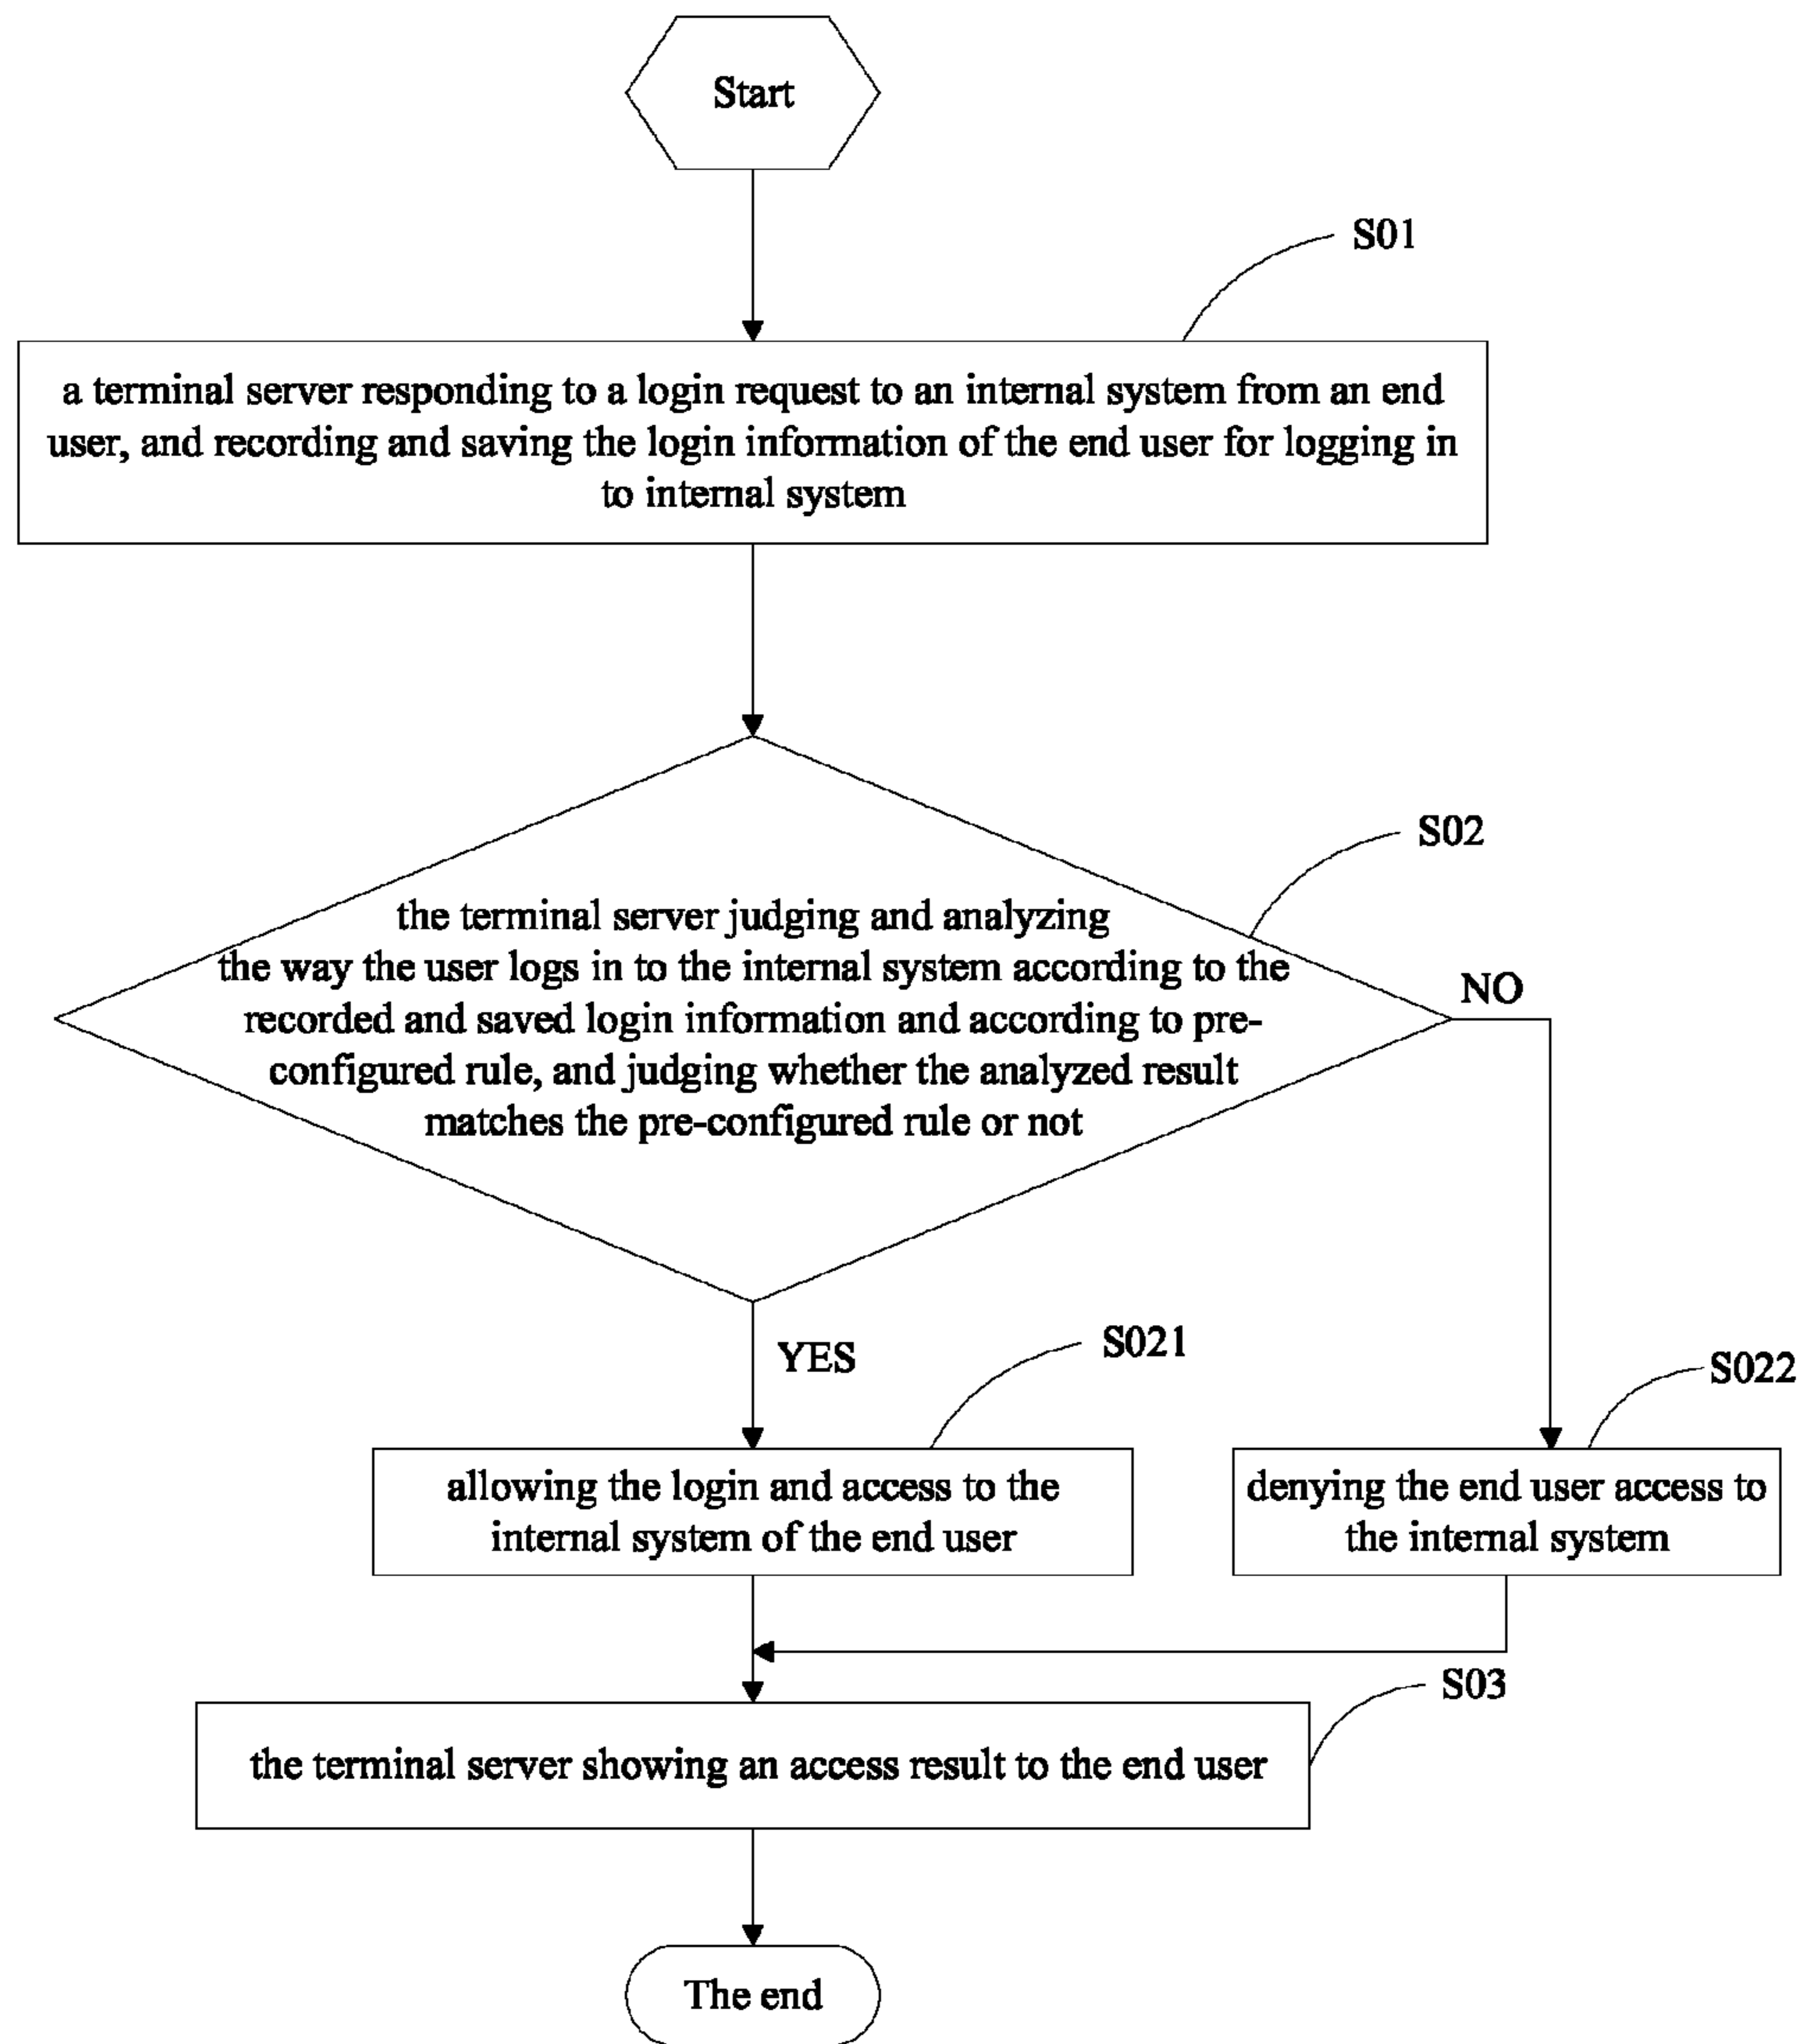 Start
S01
a terminal server responding to a login request to an internal system from an end
user, and recording and saving the login information of the end user for logging in
to internal system
S02
the terminal server judging and analyzing
the way the user logs in to the internal system according to the
recorded and saved login information and according to pre-
configured rule, and judging whether the analyzed result
matches the pre-configured rule or not
NO
YES
S021
S022
allowing the login and access to the
internal system of the end user
denying the end user access to
the internal system
S03
the terminal server showing an access result to the end user
The end